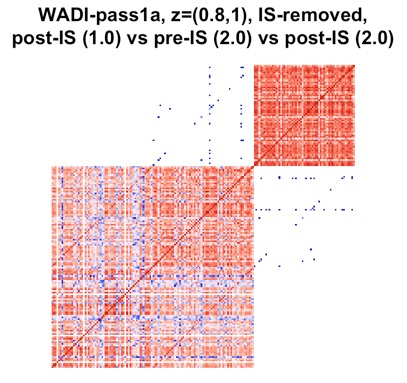 WADI-pass1a, z=(0.8,1), IS-removed,
post-IS (1.0) vs pre-IS (2.0) vs post-IS (2.0)